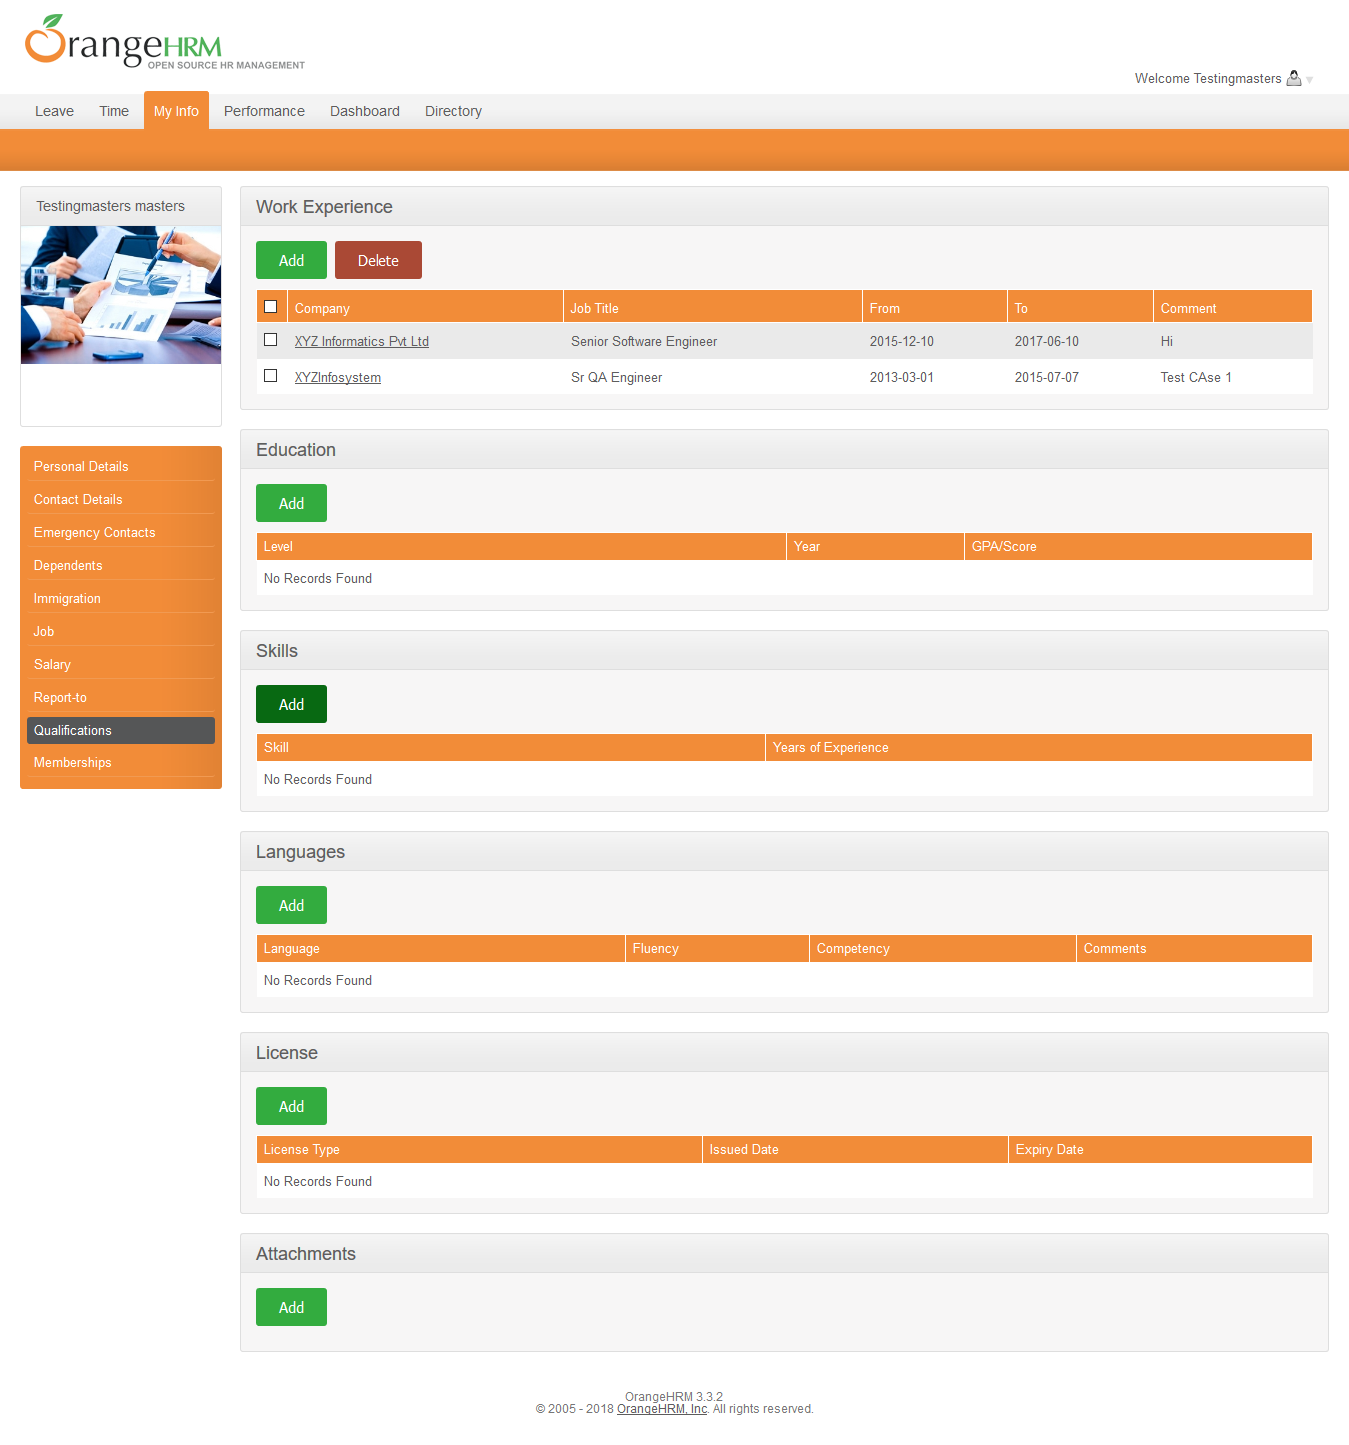 OrangeHRM
OPEN SOURCE HR MANAGEMENT
Welcome Testingmasters
Leave Time My Info Performance Dashboard Directory
Testingmasters masters
Personal Details
Contact Details
Emergency Contacts
Dependents
Immigration
Job
Salary
Report-to
Qualifications
Memberships
Work Experience
Add Delete
Company Job Title From To Comment
XYZ Informatics Pvt Ltd Senior Software Engineer 2015-12-10 2017-06-10 Hi
XYZInfosystem Sr QA Engineer 2013-03-01 2015-07-07 Test CAse 1
Education
Add
Level Year GPA/Score
No Records Found
Skills
Add
Skill Years of Experience
No Records Found
Languages
Add
Language Fluency Competency Comments
No Records Found
License
Add
License Type Issued Date Expiry Date
No Records Found
Attachments
Add
OrangeHRM 3.3.2
© 2005 - 2018 OrangeHRM, Inc. All rights reserved.